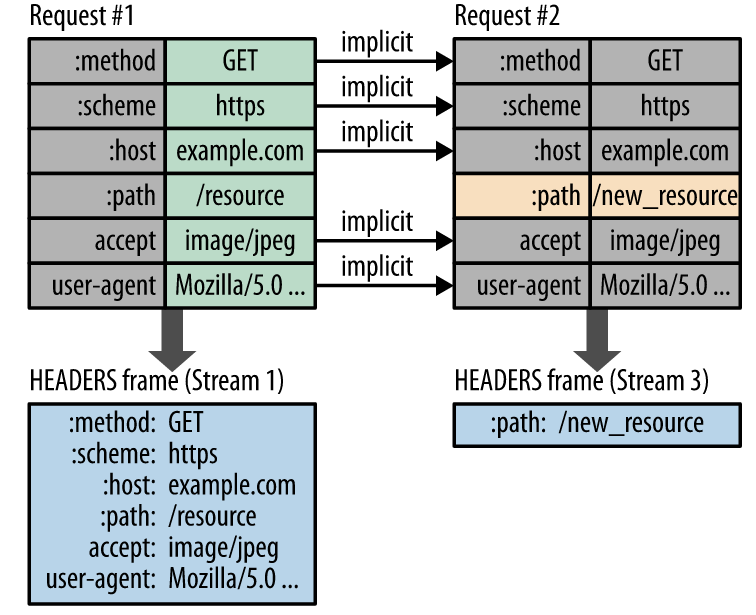 Request #1
:method GET
:scheme https
:host example.com
:path /resource
accept image/jpeg
user-agent Mozilla/5.0 ...
implicit
implicit
implicit
implicit
implicit
Request #2
:method GET
:scheme https
:host example.com
:path /new_resource
accept image/jpeg
user-agent Mozilla/5.0 ...
HEADERS frame (Stream 1)
:method: GET
:scheme: https
:host: example.com
:path: /resource
accept: image/jpeg
user-agent: Mozilla/5.0 ...
HEADERS frame (Stream 3)
:path: /new_resource